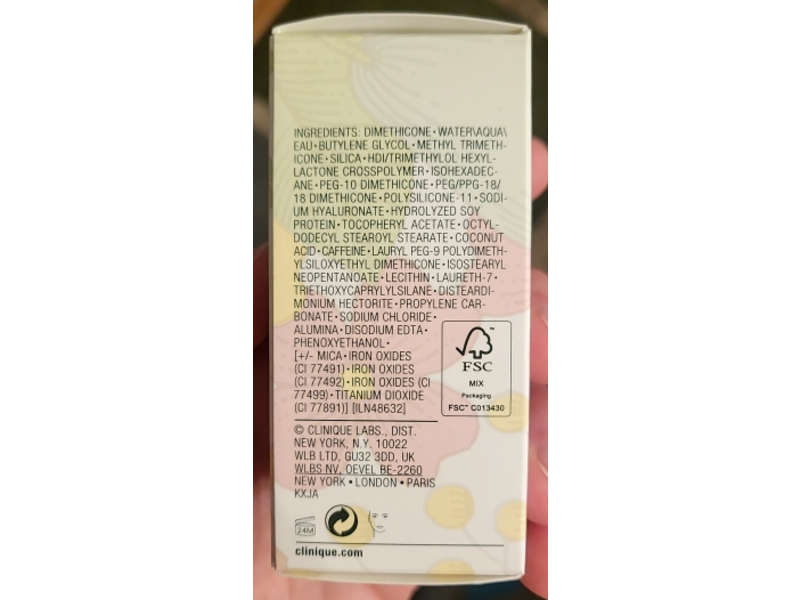 INGREDIENTS: DIMETHICONE•WATER\AQUA\
EAU•BUTYLENE GLYCOL•METHYL TRIMETH-
ICONE•SILICA•HDI/TRIMETHYLOL HEXYL-
LACTONE CROSSPOLYMER•ISOHEXADEC-
ANE•PEG-10 DIMETHICONE•PEG/PPG-18/
18 DIMETHICONE•POLYSILICONE-11•SODI-
UM HYALURONATE•HYDROLYZED SOY
PROTEIN•TOCOPHERYL ACETATE•OCTYL-
DODECYL STEAROYL STEARATE•COCONUT
ACID•CAFFEINE•LAURYL PEG-9 POLYDIMETH-
YLSILOXYETHYL DIMETHICONE•ISOSTEARYL
NEOPENTANOATE•LECITHIN•LAURETH-7•
TRIETHOXYCAPRYLYLSILANE•DISTEARDI-
MONIUM HECTORITE•PROPYLENE CAR-
BONATE•SODIUM CHLORIDE•
ALUMINA•DISODIUM EDTA•
PHENOXYETHANOL•
[+/- MICA•IRON OXIDES
(CI 77491)•IRON OXIDES
(CI 77492)•IRON OXIDES (CI
77499)•TITANIUM DIOXIDE
(CI 77891)] [ILN48632]
FSC
MIX
Packaging
FSC™ C013430
© CLINIQUE LABS., DIST.
NEW YORK, N.Y. 10022
WLB LTD, GU32 3DD, UK
WLBS NV, OEVEL BE-2260
NEW YORK • LONDON • PARIS
KXJA
24M
clinique.com